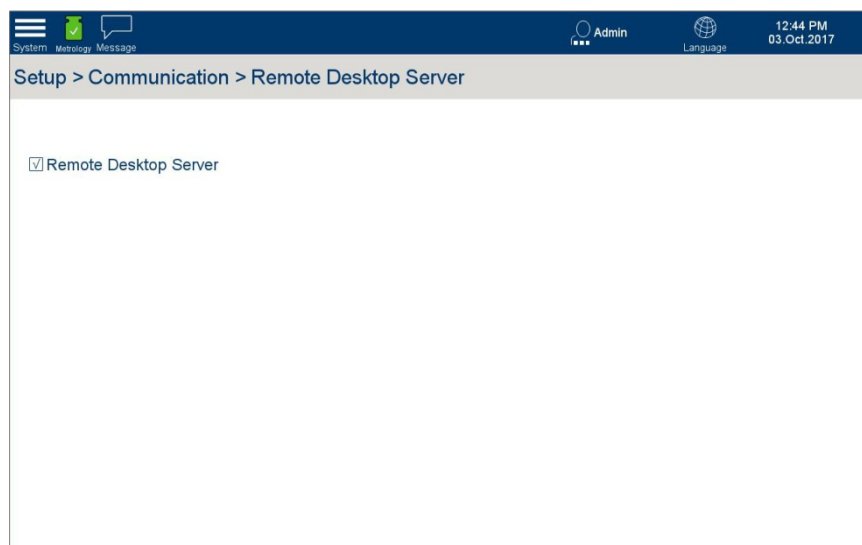 System Metrology Message Admin Language 12:44 PM
03.Oct.2017
Setup > Communication > Remote Desktop Server
Remote Desktop Server